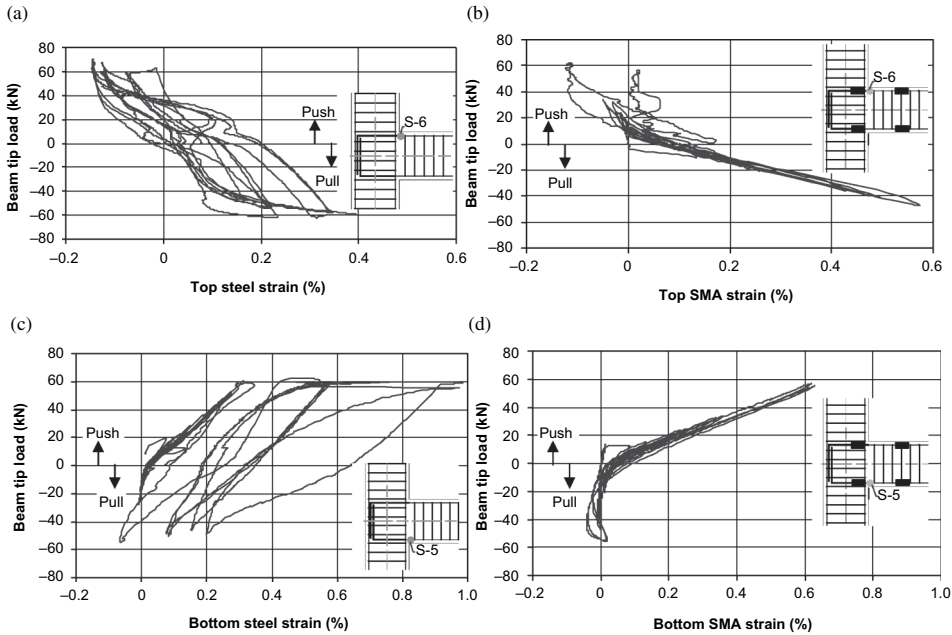 (a)
Beam tip load (kN)
80
60
40
20
0
–20
–40
–60
–80
–0.2
0
0.2
0.4
0.6
Top steel strain (%)
Push
Pull
S-6
(b)
Beam tip load (kN)
80
60
40
20
0
–20
–40
–60
–80
–0.2
0
0.2
0.4
0.6
Top SMA strain (%)
Push
Pull
S-6
(c)
Beam tip load (kN)
80
60
40
20
0
–20
–40
–60
–80
–0.2
0
0.2
0.4
0.6
0.8
1.0
Bottom steel strain (%)
Push
Pull
S-5
(d)
Beam tip load (kN)
80
60
40
20
0
–20
–40
–60
–80
–0.2
0
0.2
0.4
0.6
0.8
1.0
Bottom SMA strain (%)
Push
Pull
S-5